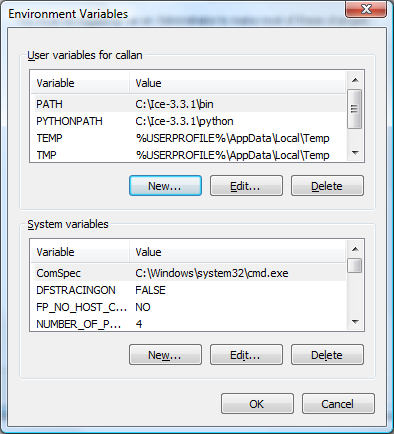 Environment Variables
User variables for callan
Variable Value
PATH C:\Ice-3.3.1\bin
PYTHONPATH C:\Ice-3.3.1\python
TEMP %USERPROFILE%\AppData\Local\Temp
TMP %USERPROFILE%\AppData\Local\Temp
New... Edit... Delete
System variables
Variable Value
ComSpec C:\Windows\system32\cmd.exe
DFSTRACINGON FALSE
FP_NO_HOST_C... NO
NUMBER_OF_P... 4
New... Edit... Delete
OK Cancel